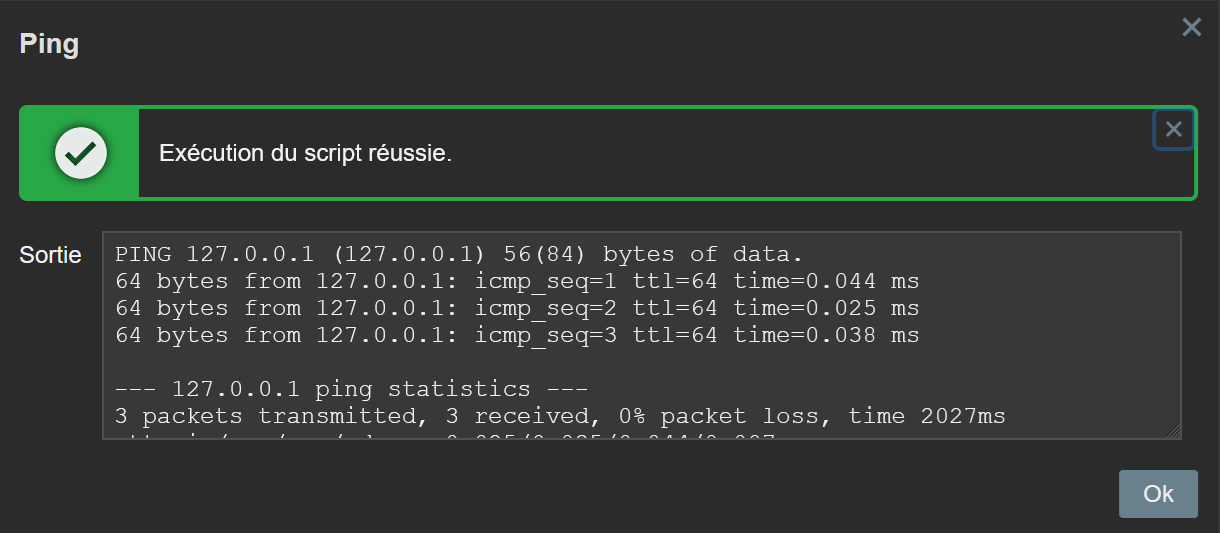 Ping
Exécution du script réussie.
Sortie
PING 127.0.0.1 (127.0.0.1) 56(84) bytes of data.
64 bytes from 127.0.0.1: icmp_seq=1 ttl=64 time=0.044 ms
64 bytes from 127.0.0.1: icmp_seq=2 ttl=64 time=0.025 ms
64 bytes from 127.0.0.1: icmp_seq=3 ttl=64 time=0.038 ms
--- 127.0.0.1 ping statistics ---
3 packets transmitted, 3 received, 0% packet loss, time 2027ms
Ok